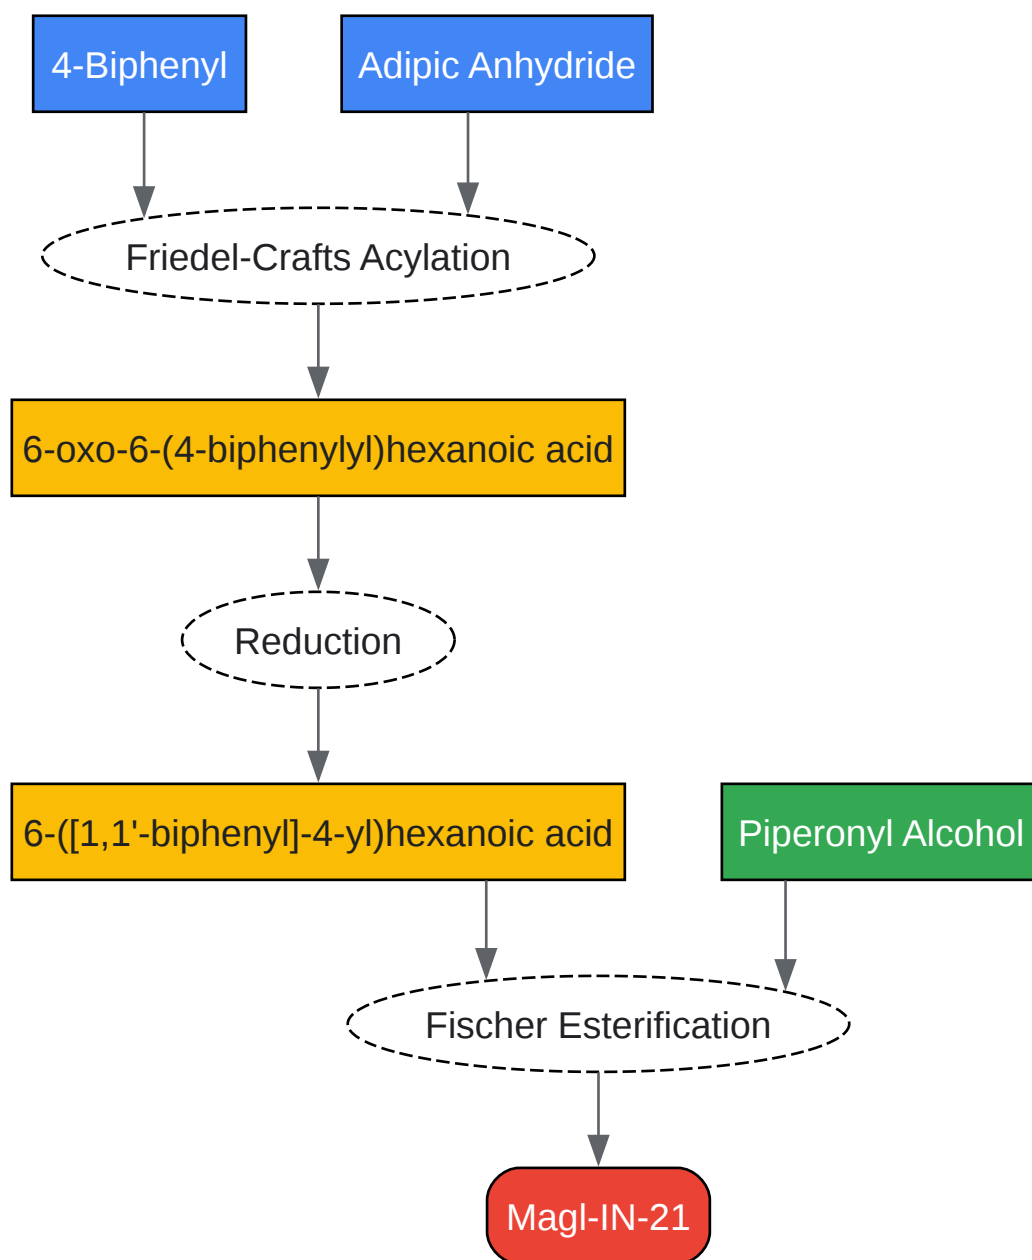 4-Biphenyl
Adipic Anhydride
Friedel-Crafts Acylation
6-oxo-6-(4-biphenylyl)hexanoic acid
Reduction
6-([1,1'-biphenyl]-4-yl)hexanoic acid
Piperonyl Alcohol
Fischer Esterification
Magl-IN-21